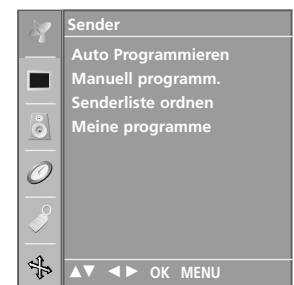 Sender
Auto Programmieren
Manuell programm.
Senderliste ordnen
Meine programme
▲▼ ◄► OK MENU